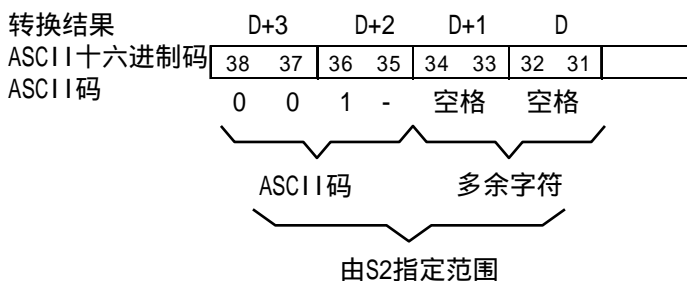 转换结果 D+3 D+2 D+1 D
ASCII十六进制码 38 37 36 35 34 33 32 31
ASCII码 0 0 1 - 空格 空格
ASCII码 多余字符
由S2指定范围